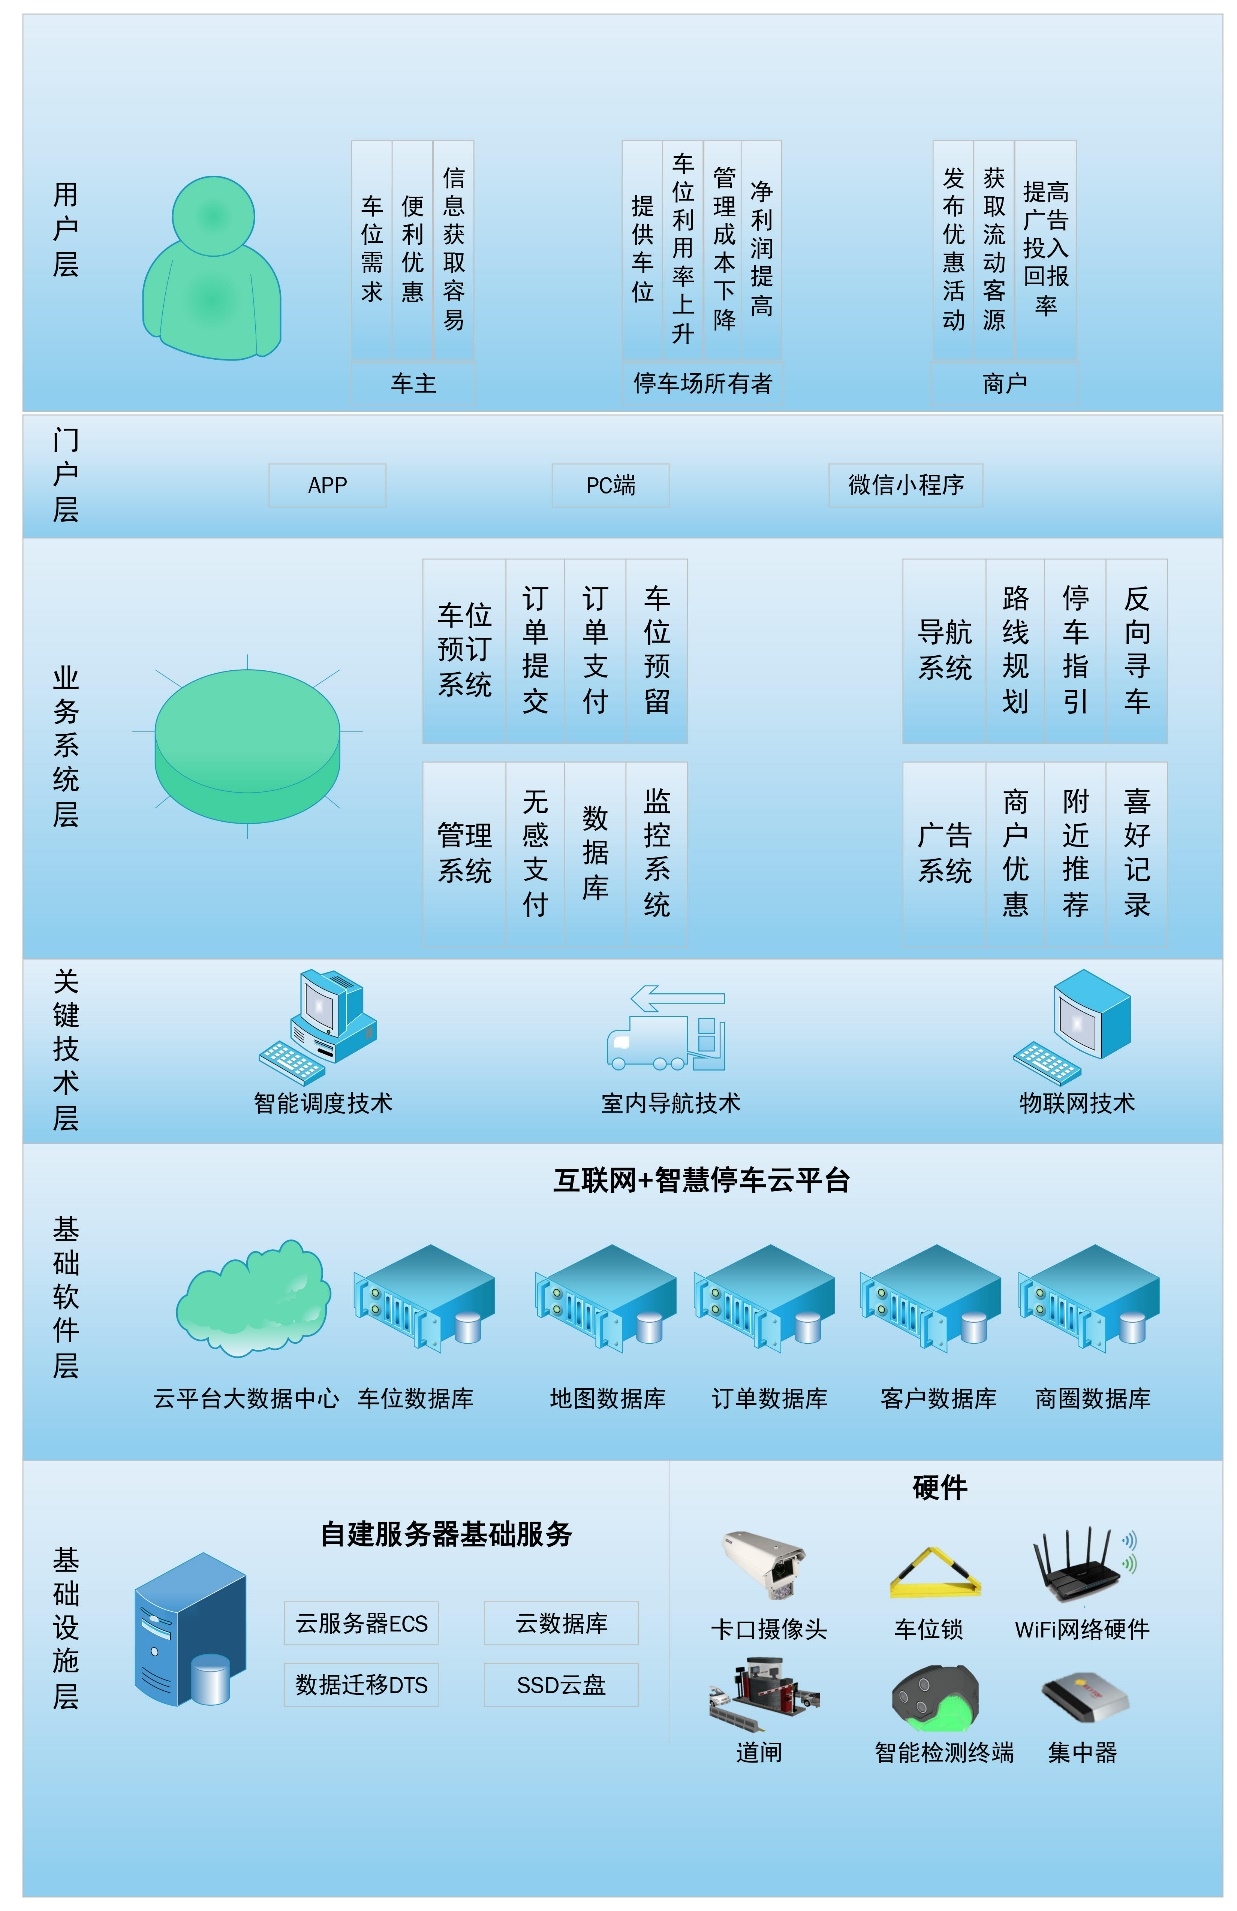 用户层
车位需求
便利优惠
信息获取容易
车主
提供车位
车位利用率上升
管理成本下降
净利润提高
停车场所有者
发布优惠活动
获取流动客源
提高广告投入回报率
商户
门户层
APP
PC端
微信小程序
业务系统层
车位
预订
系统
订单提交
订单支付
车位预留
导航
系统
路线规划
停车指引
反向寻车
管理
系统
无感支付
数据库
监控系统
广告
系统
商户优惠
附近推荐
喜好记录
关键技术层
智能调度技术
室内导航技术
物联网技术
基础软件层
互联网+智慧停车云平台
云平台大数据中心
车位数据库
地图数据库
订单数据库
客户数据库
商圈数据库
基础设施层
自建服务器基础服务
云服务器ECS
云数据库
数据迁移DTS
SSD云盘
硬件
卡口摄像头
车位锁
WiFi网络硬件
道闸
智能检测终端
集中器